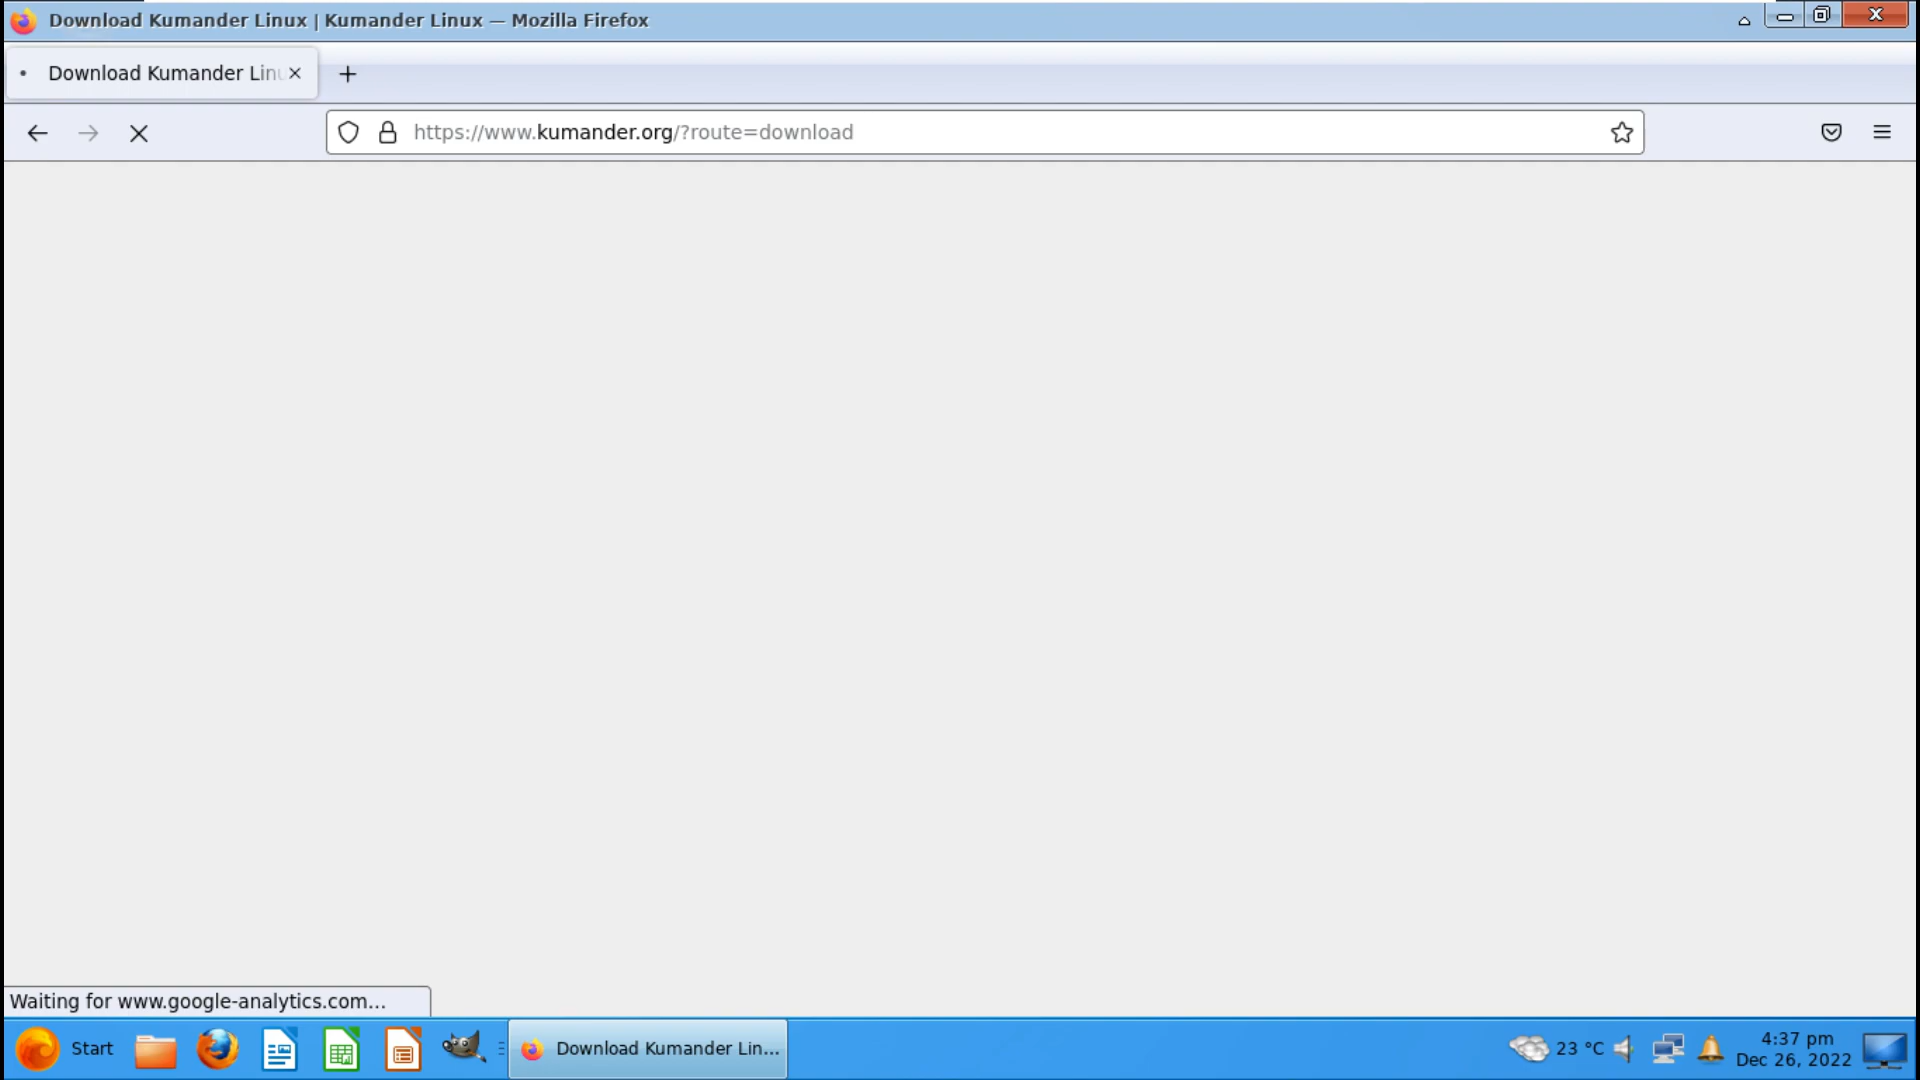 Download Kumander Linux | Kumander Linux — Mozilla Firefox
Download Kumander Linu
https://www.kumander.org/?route=download
Waiting for www.google-analytics.com...
Start
Download Kumander Lin...
23 °C
4:37 pm
Dec 26, 2022